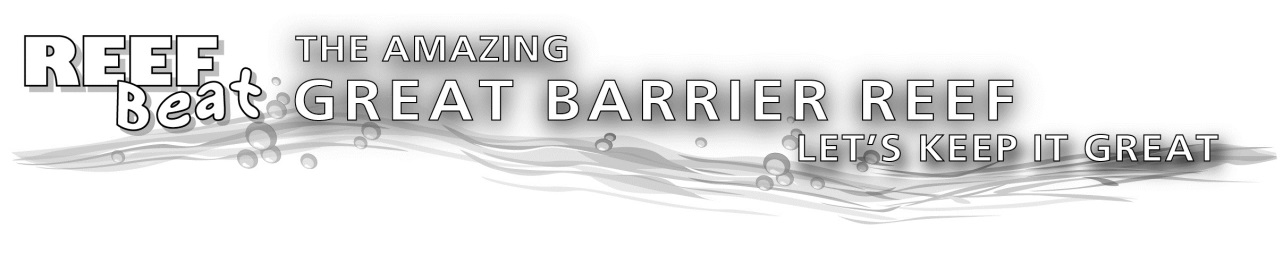 REEF
Beat
THE AMAZING
GREAT BARRIER REEF
LET'S KEEP IT GREAT